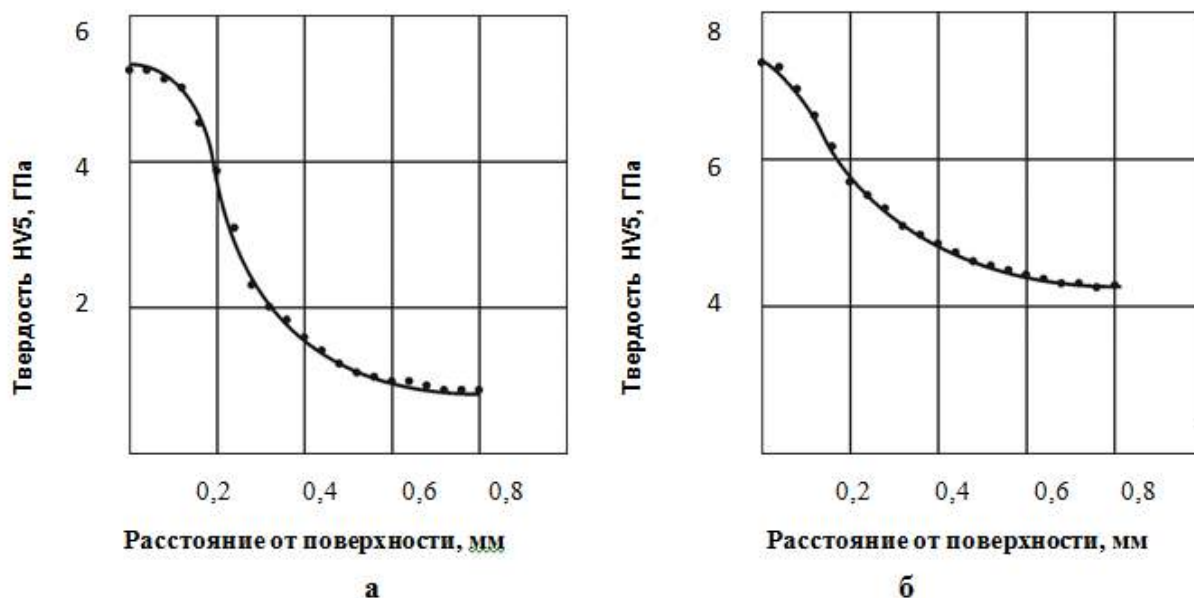 6
4
2
Твердость HV5, ГПа
0,2 0,4 0,6 0,8
Расстояние от поверхности, мм
а
8
6
4
Твердость HV5, ГПа
0,2 0,4 0,6 0,8
Расстояние от поверхности, мм
б